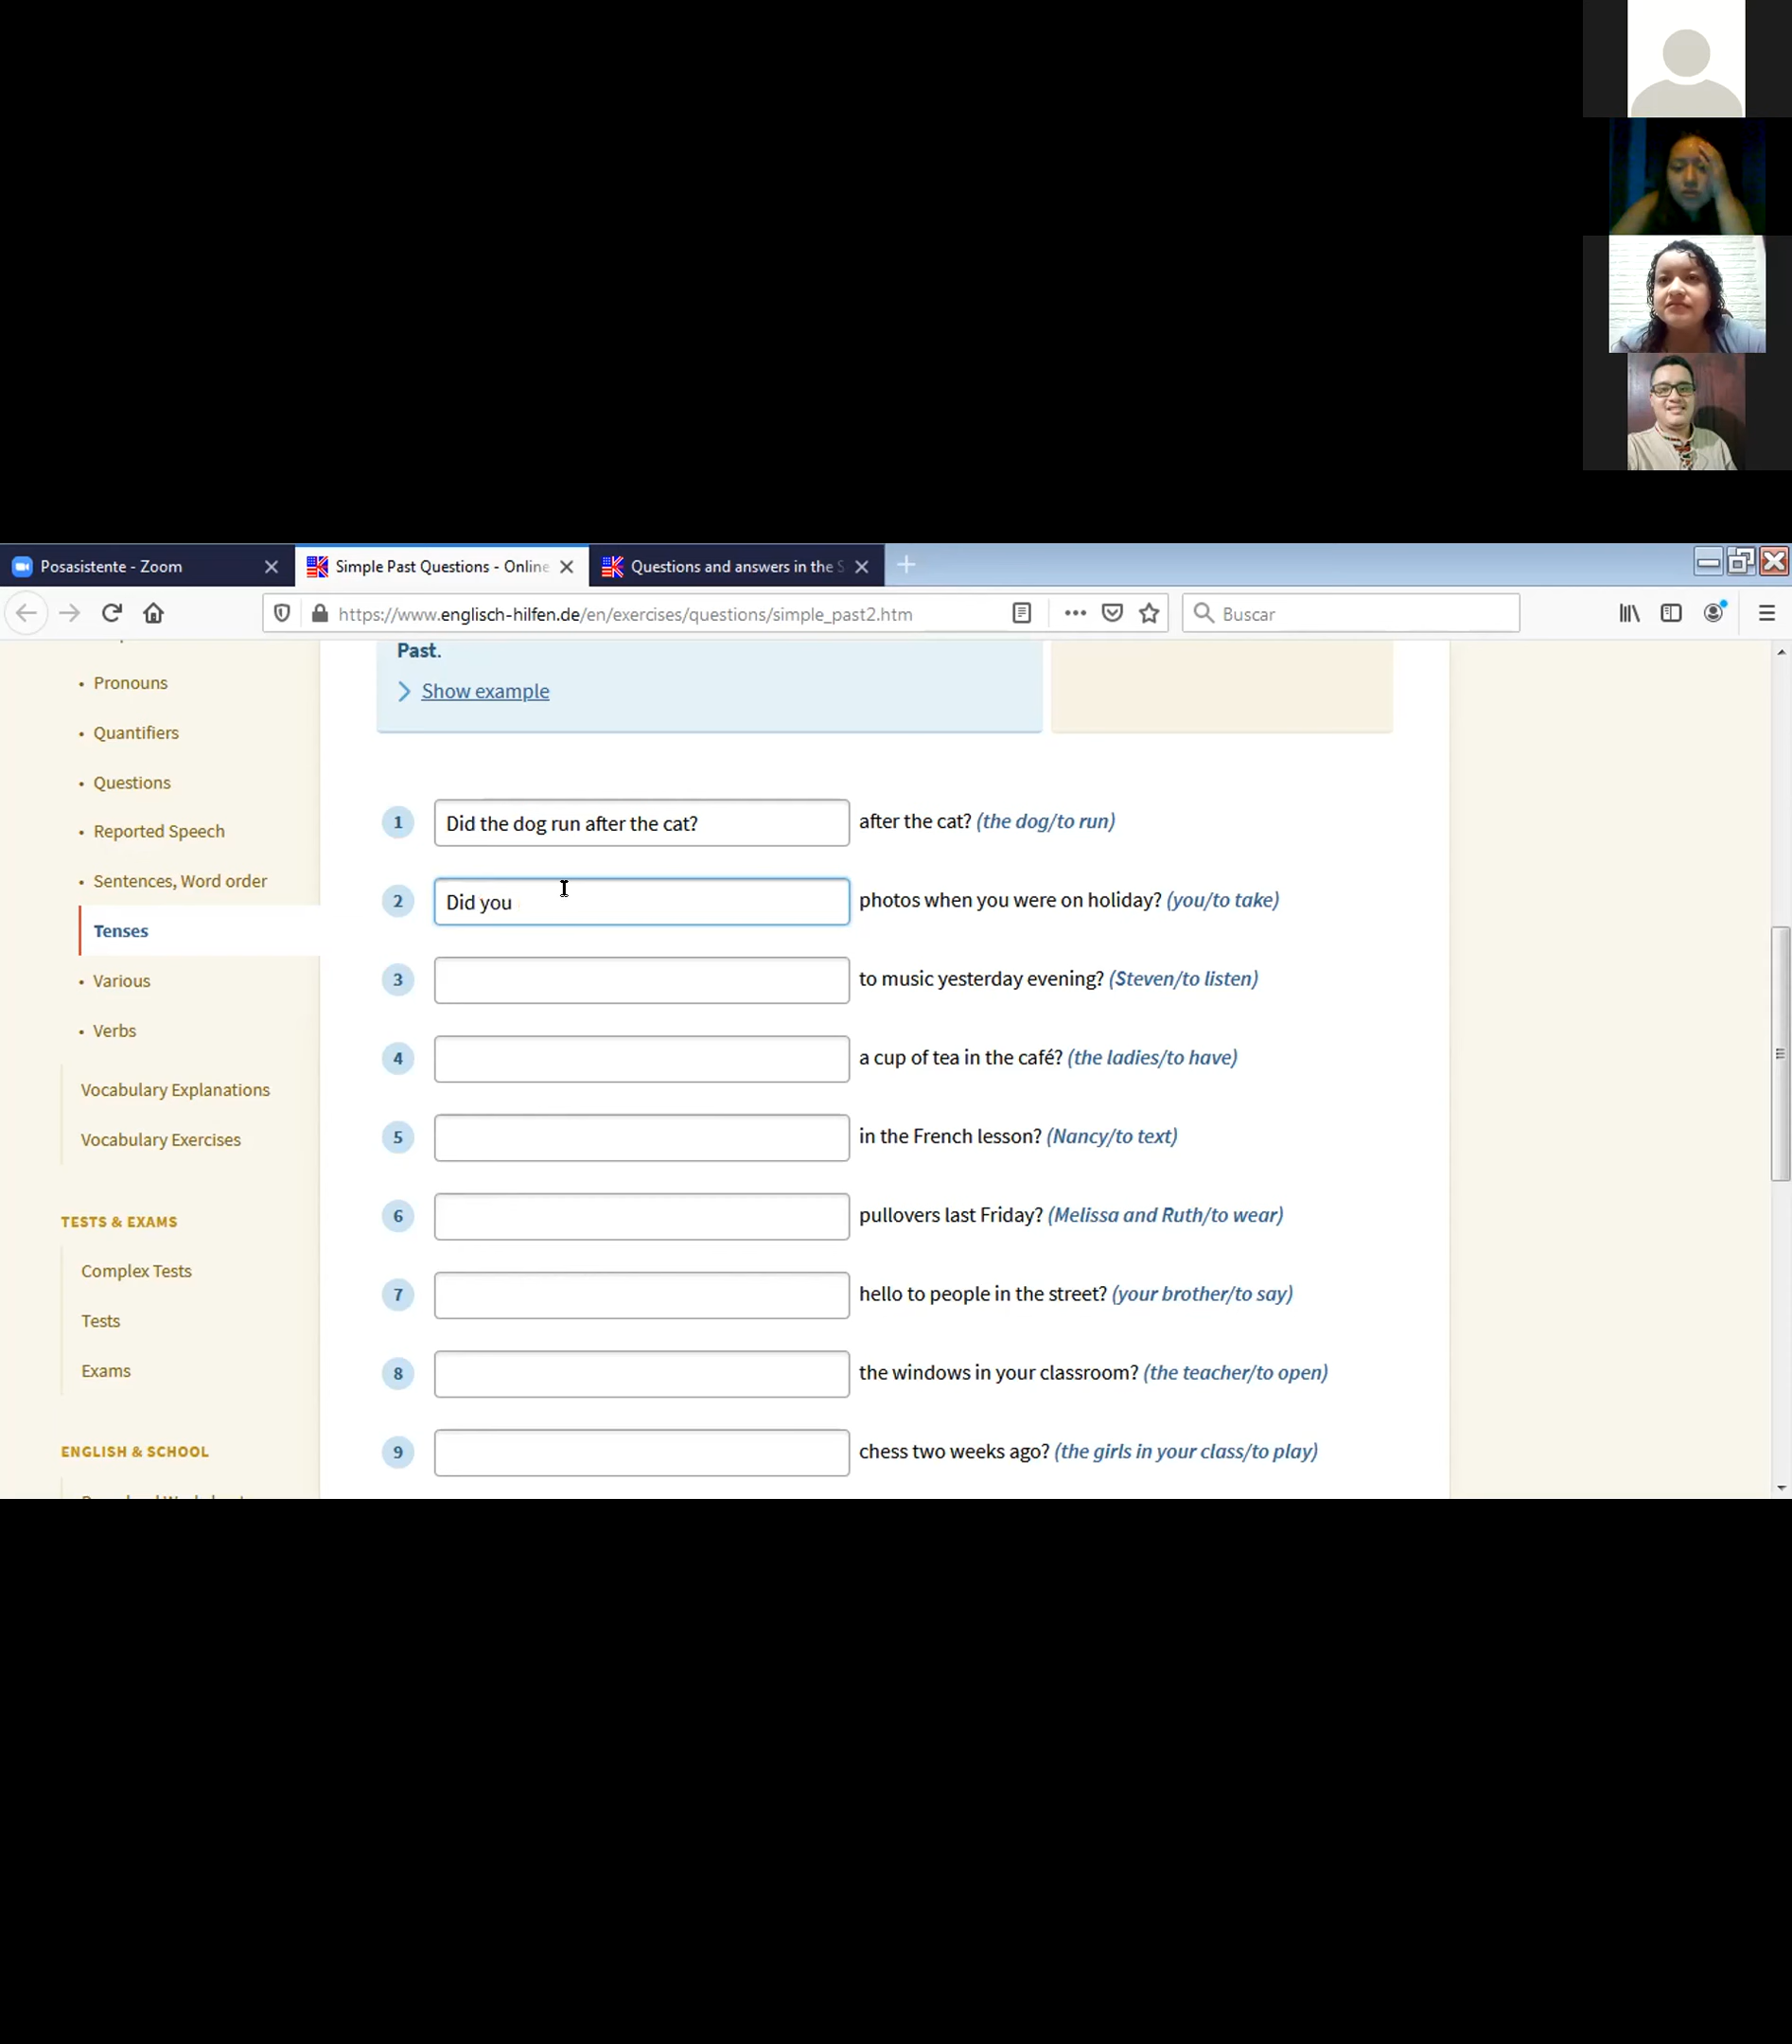 Posasistente - Zoom
Simple Past Questions - Online
Questions and answers in the S
https://www.englisch-hilfen.de/en/exercises/questions/simple_past2.htm
Buscar
Past.
Show example
• Pronouns
• Quantifiers
• Questions
• Reported Speech
• Sentences, Word order
Tenses
• Various
• Verbs
Vocabulary Explanations
Vocabulary Exercises
TESTS & EXAMS
Complex Tests
Tests
Exams
ENGLISH & SCHOOL
1 Did the dog run after the cat? after the cat? (the dog/to run)
2 Did you photos when you were on holiday? (you/to take)
3 to music yesterday evening? (Steven/to listen)
4 a cup of tea in the café? (the ladies/to have)
5 in the French lesson? (Nancy/to text)
6 pullovers last Friday? (Melissa and Ruth/to wear)
7 hello to people in the street? (your brother/to say)
8 the windows in your classroom? (the teacher/to open)
9 chess two weeks ago? (the girls in your class/to play)